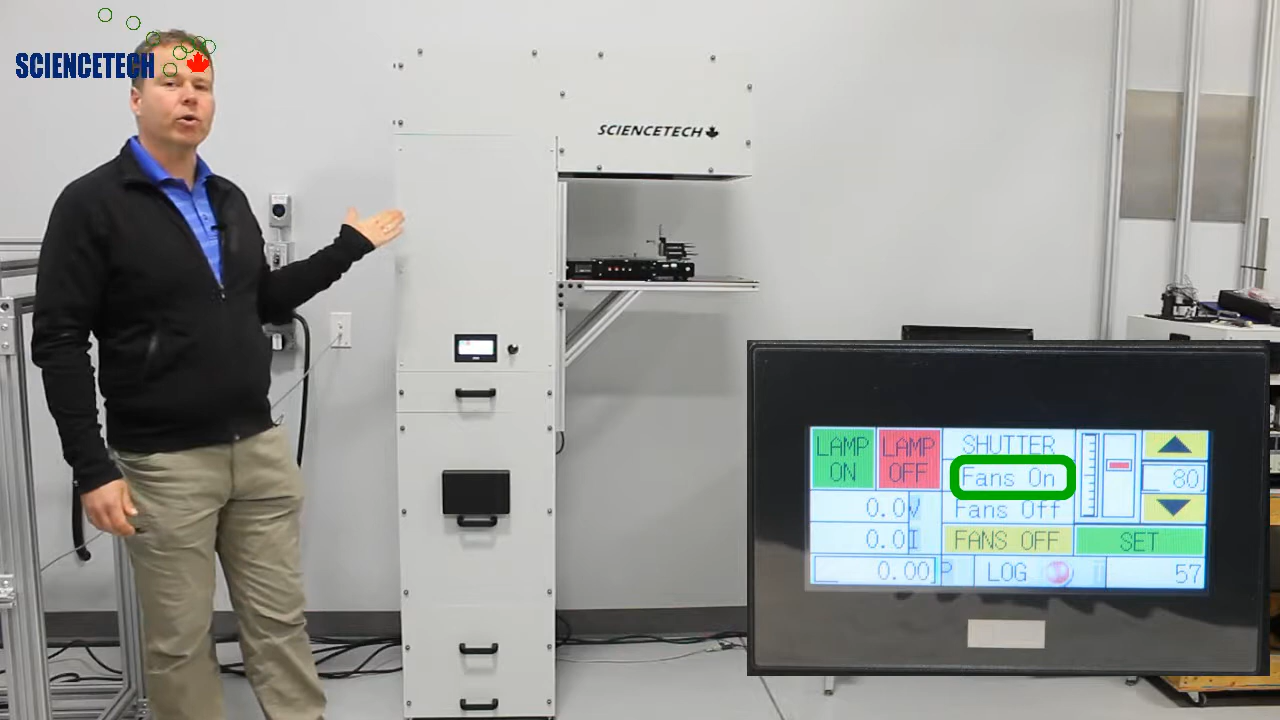 SCIENCETECH
SCIENCETECH
LAMP ON
LAMP OFF
SHUTTER
Fans On
80
0.0V
Fans Off
0.0I
FANS OFF
SET
0.00 P
LOG
57